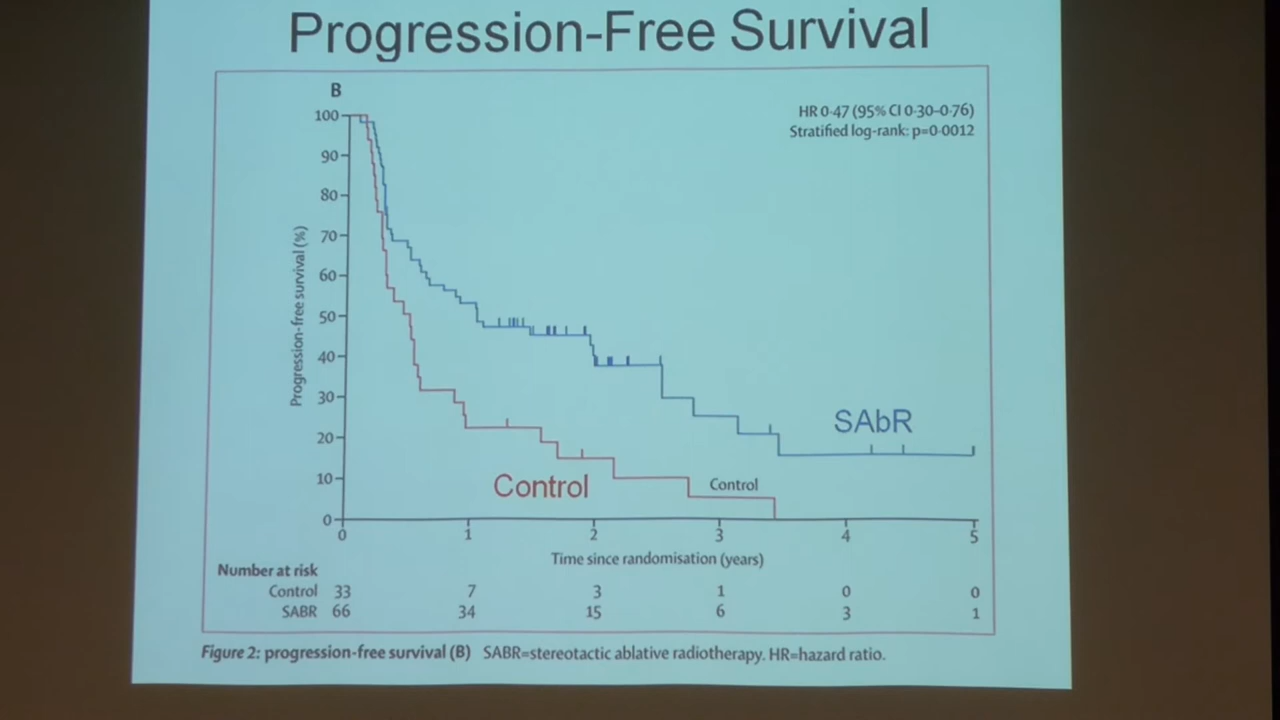 Progression-Free Survival
B
HR 0·47 (95% CI 0·30–0·76)
Stratified log-rank: p=0·0012
100
90
80
70
60
50
40
30
20
10
0
Progression-free survival (%)
SAbR
Control
Control
0 1 2 3 4 5
Time since randomisation (years)
Number at risk
Control 33 7 3 1 0 0
SABR 66 34 15 6 3 1
Figure 2: progression-free survival (B) SABR=stereotactic ablative radiotherapy. HR=hazard ratio.